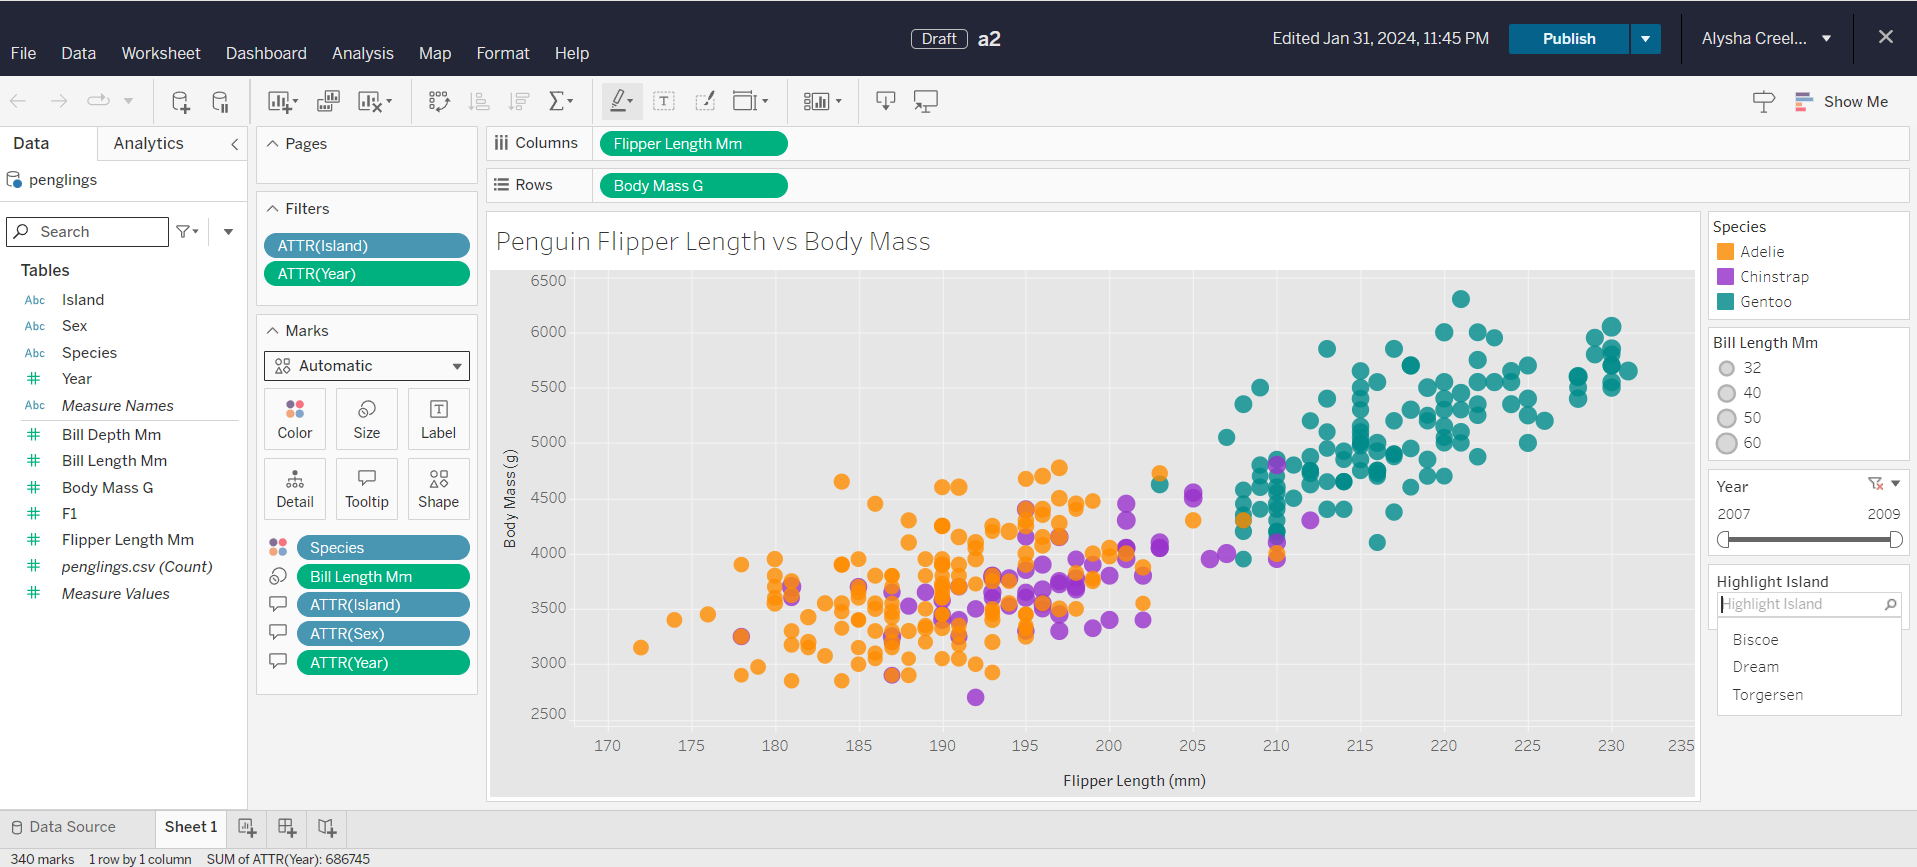 Draft a2 Edited Jan 31, 2024, 11:45 PM Publish Alysha Creel...
File Data Worksheet Dashboard Analysis Map Format Help
Show Me
Data Analytics
penglings
Search
Tables
Abc Island
Abc Sex
Abc Species
# Year
Abc Measure Names
# Bill Depth Mm
# Bill Length Mm
# Body Mass G
# F1
# Flipper Length Mm
# penglings.csv (Count)
# Measure Values
Pages
Filters
ATTR(Island)
ATTR(Year)
Marks
Automatic
Color Size Label
Detail Tooltip Shape
Species
Bill Length Mm
ATTR(Island)
ATTR(Sex)
ATTR(Year)
Columns Flipper Length Mm
Rows Body Mass G
Penguin Flipper Length vs Body Mass
Body Mass (g)
6500
6000
5500
5000
4500
4000
3500
3000
2500
170 175 180 185 190 195 200 205 210 215 220 225 230 235
Flipper Length (mm)
Species
Adelie
Chinstrap
Gentoo
Bill Length Mm
32
40
50
60
Year
2007 2009
Highlight Island
Highlight Island
Biscoe
Dream
Torgersen
Data Source Sheet 1
340 marks 1 row by 1 column SUM of ATTR(Year): 686745